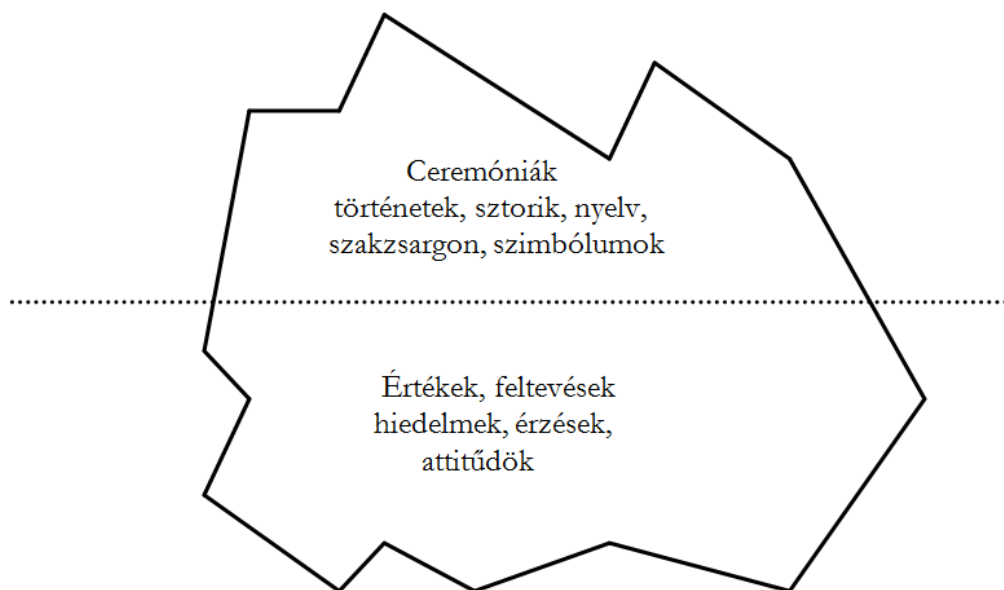 Ceremóniák
történetek, sztorik, nyelv,
szakzsargon, szimbólumok
Értékek, feltevések
hiedelmek, érzések,
attitűdök